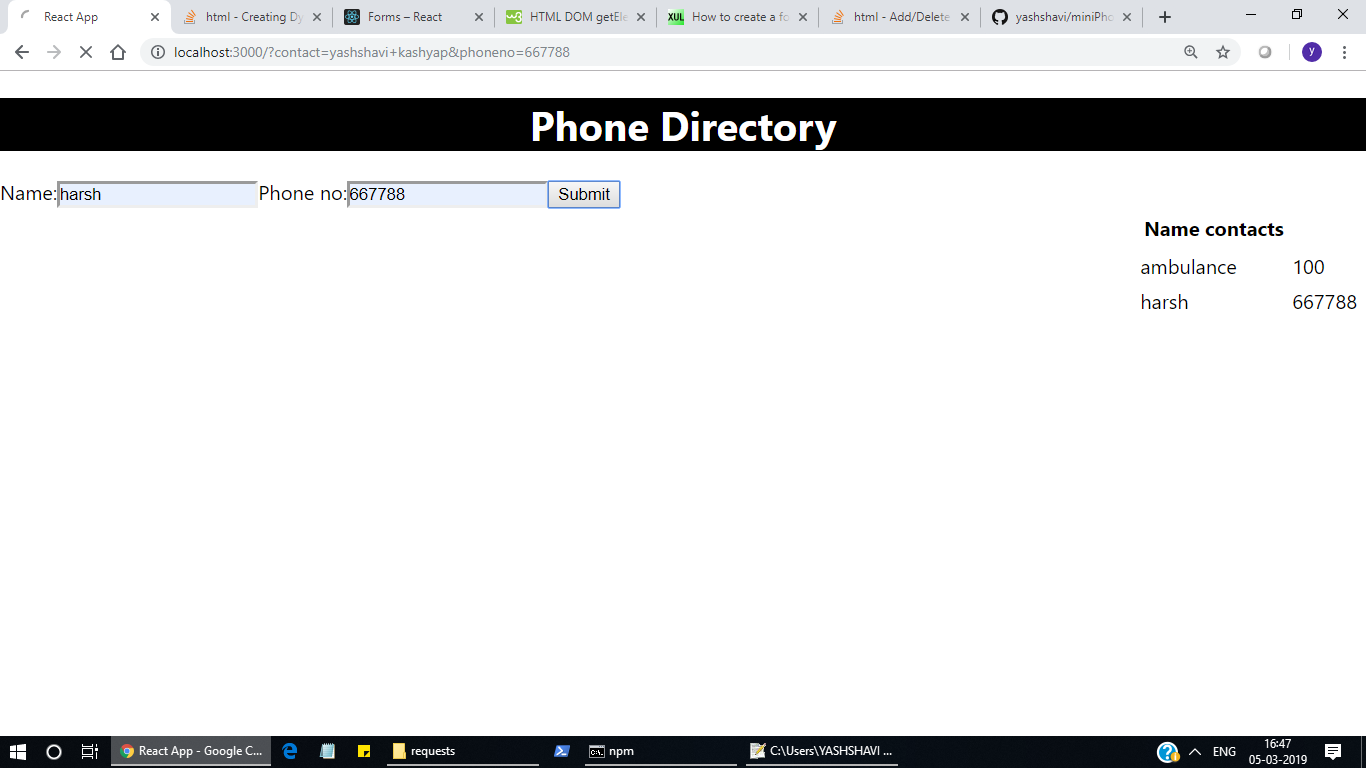 React App
html - Creating Dy
Forms – React
HTML DOM getEle
XUL How to create a fo
html - Add/Delete
yashshavi/miniPho
localhost:3000/?contact=yashshavi+kashyap&phoneno=667788
y
Phone Directory
Name: harsh Phone no: 667788 Submit
Name contacts
ambulance 100
harsh 667788
React App - Google C...
requests
npm
C:\Users\YASHSHAVI ...
ENG
16:47
05-03-2019